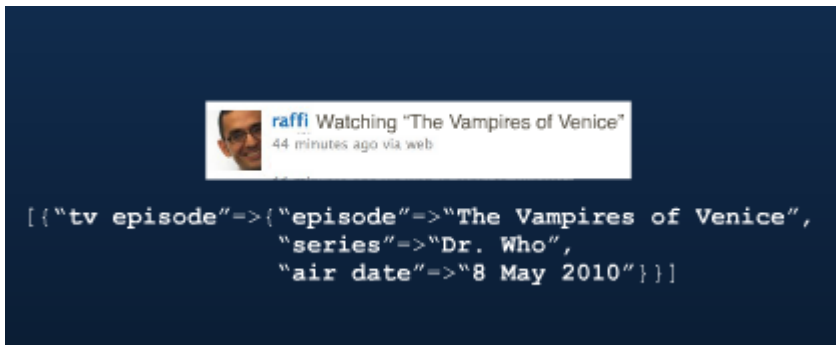 raffi Watching “The Vampires of Venice”
44 minutes ago via web
[{“tv episode”=>{“episode”=>“The Vampires of Venice”,
“series”=>“Dr. Who”,
“air date”=>“8 May 2010”}}]